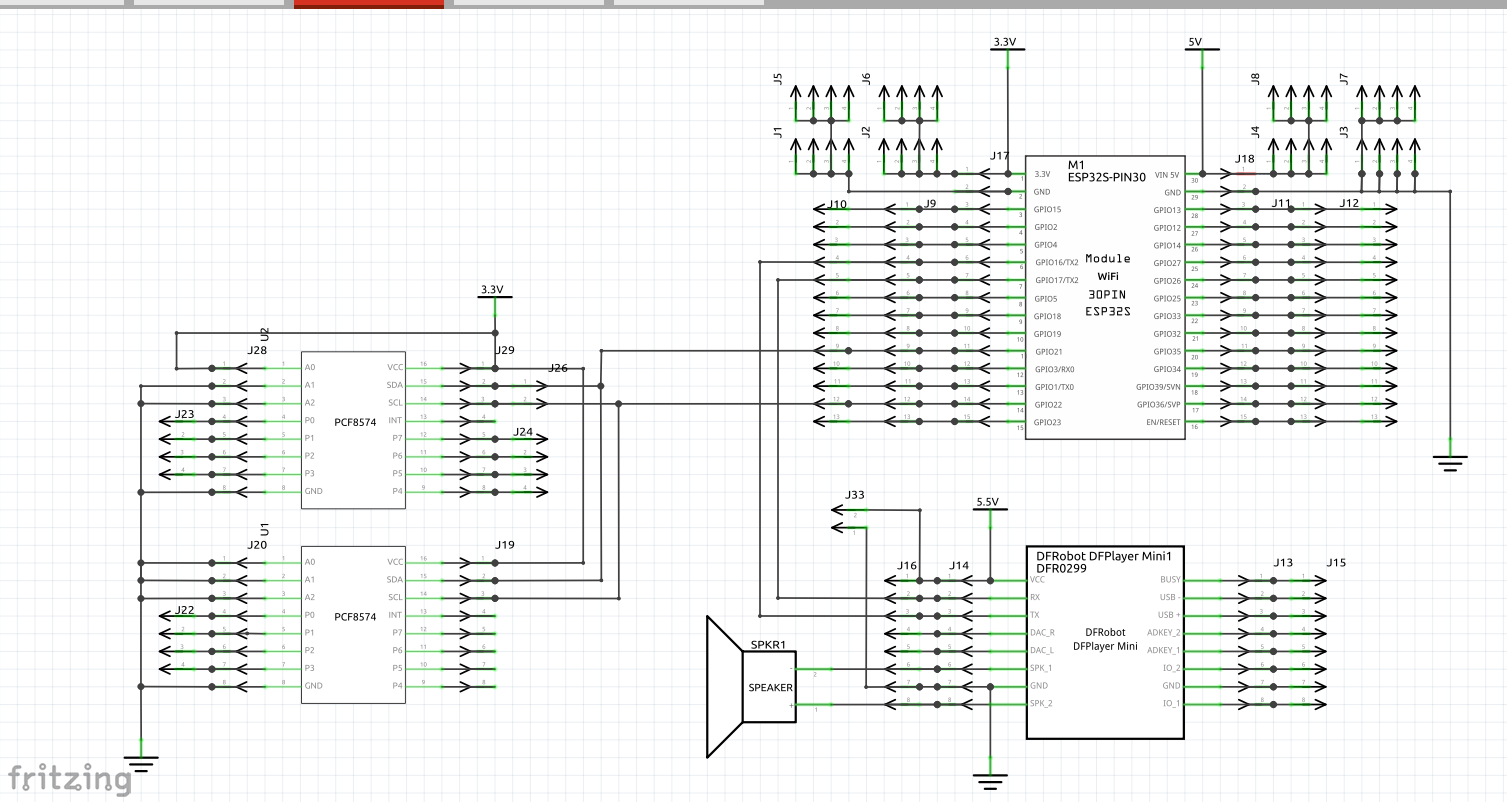 3.3V
5V
J5
J6
J8
J7
J1
J2
J4
J3
J17
J18
M1
ESP32S-PIN30
3.3V
GND
GPIO15
GPIO2
GPIO4
GPIO16/TX2
GPIO17/TX2
GPIO5
GPIO18
GPIO19
GPIO21
GPIO3/RX0
GPIO1/TX0
GPIO22
GPIO23
Module
WiFi
30PIN
ESP32S
VIN 5V
GND
GPIO13
GPIO12
GPIO14
GPIO27
GPIO26
GPIO25
GPIO33
GPIO32
GPIO35
GPIO34
GPIO39/SVN
GPIO36/SVP
EN/RESET
J10
J9
J11
J12
3.3V
U2
J28
J29
J26
J23
J24
A0
A1
A2
P0
P1
P2
P3
GND
PCF8574
VCC
SDA
SCL
INT
P7
P6
P5
P4
U1
J20
J19
J22
A0
A1
A2
P0
P1
P2
P3
GND
PCF8574
VCC
SDA
SCL
INT
P7
P6
P5
P4
J33
5.5V
J16
J14
DFRobot DFPlayer Mini1
DFR0299
VCC
RX
TX
DAC_R
DAC_L
SPK_1
GND
SPK_2
DFRobot
DFPlayer Mini
BUSY
USB -
USB +
ADKEY_2
ADKEY_1
IO_2
GND
IO_1
J13
J15
SPKR1
SPEAKER
fritzing